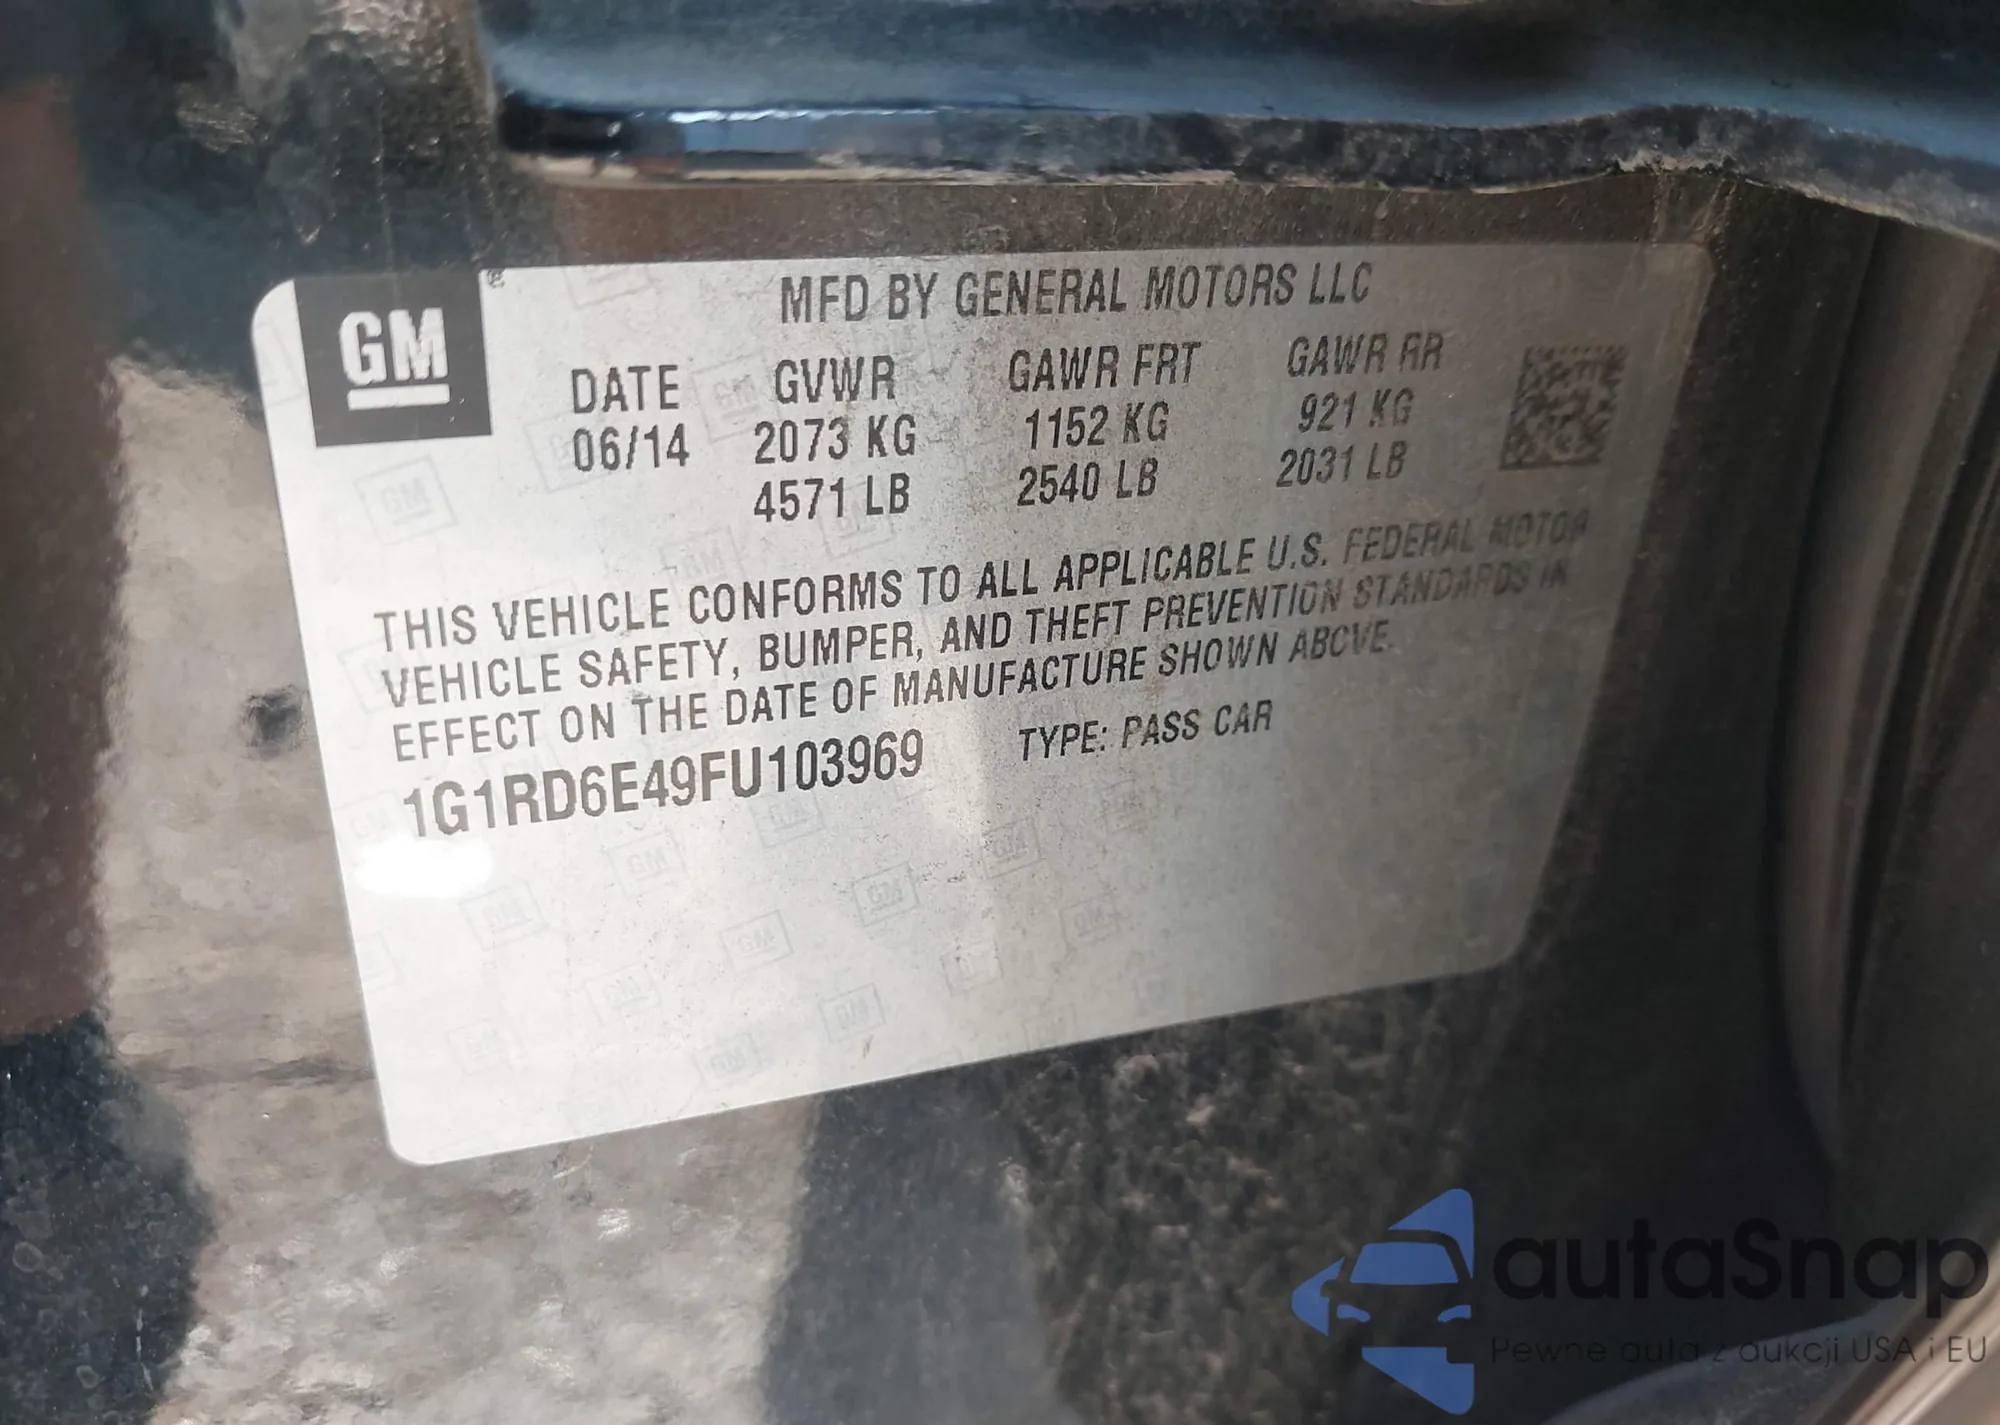 GM ®
MFD BY GENERAL MOTORS LLC
DATE GVWR GAWR FRT GAWR RR
06/14 2073 KG 1152 KG 921 KG
4571 LB 2540 LB 2031 LB
THIS VEHICLE CONFORMS TO ALL APPLICABLE U.S. FEDERAL MOTOR
VEHICLE SAFETY, BUMPER, AND THEFT PREVENTION STANDARDS IN
EFFECT ON THE DATE OF MANUFACTURE SHOWN ABOVE.
1G1RD6E49FU103969 TYPE: PASS CAR
autaSnap
Pewne auta z aukcji USA i EU